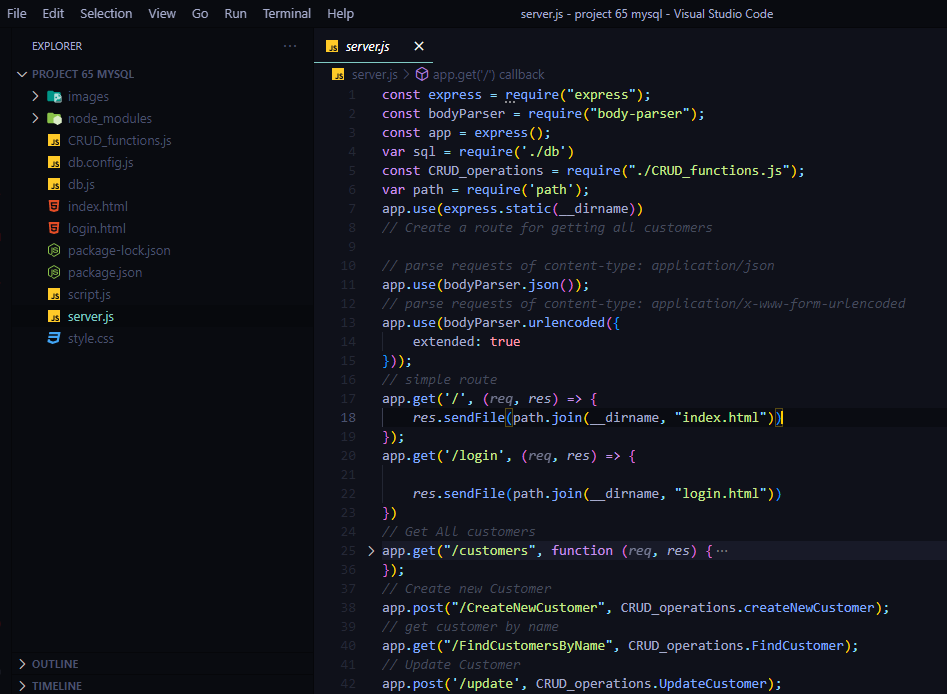 File Edit Selection View Go Run Terminal Help server.js - project 65 mysql - Visual Studio Code
EXPLORER ···
PROJECT 65 MYSQL
images
node_modules
CRUD_functions.js
db.config.js
db.js
index.html
login.html
package-lock.json
package.json
script.js
server.js
style.css
OUTLINE
TIMELINE
JS server.js ×
JS server.js > app.get('/') callback
1 const express = require("express");
2 const bodyParser = require("body-parser");
3 const app = express();
4 var sql = require('./db')
5 const CRUD_operations = require("./CRUD_functions.js");
6 var path = require('path');
7 app.use(express.static(__dirname))
8 // Create a route for getting all customers
9
10 // parse requests of content-type: application/json
11 app.use(bodyParser.json());
12 // parse requests of content-type: application/x-www-form-urlencoded
13 app.use(bodyParser.urlencoded({
14 extended: true
15 }));
16 // simple route
17 app.get('/', (req, res) => {
18 res.sendFile(path.join(__dirname, "index.html"))
19 });
20 app.get('/login', (req, res) => {
21
22 res.sendFile(path.join(__dirname, "login.html"))
23 })
24 // Get All customers
25 app.get("/customers", function (req, res) { ···
36 });
37 // Create new Customer
38 app.post("/CreateNewCustomer", CRUD_operations.createNewCustomer);
39 // get customer by name
40 app.get("/FindCustomersByName", CRUD_operations.FindCustomer);
41 // Update Customer
42 app.post('/update', CRUD_operations.UpdateCustomer);